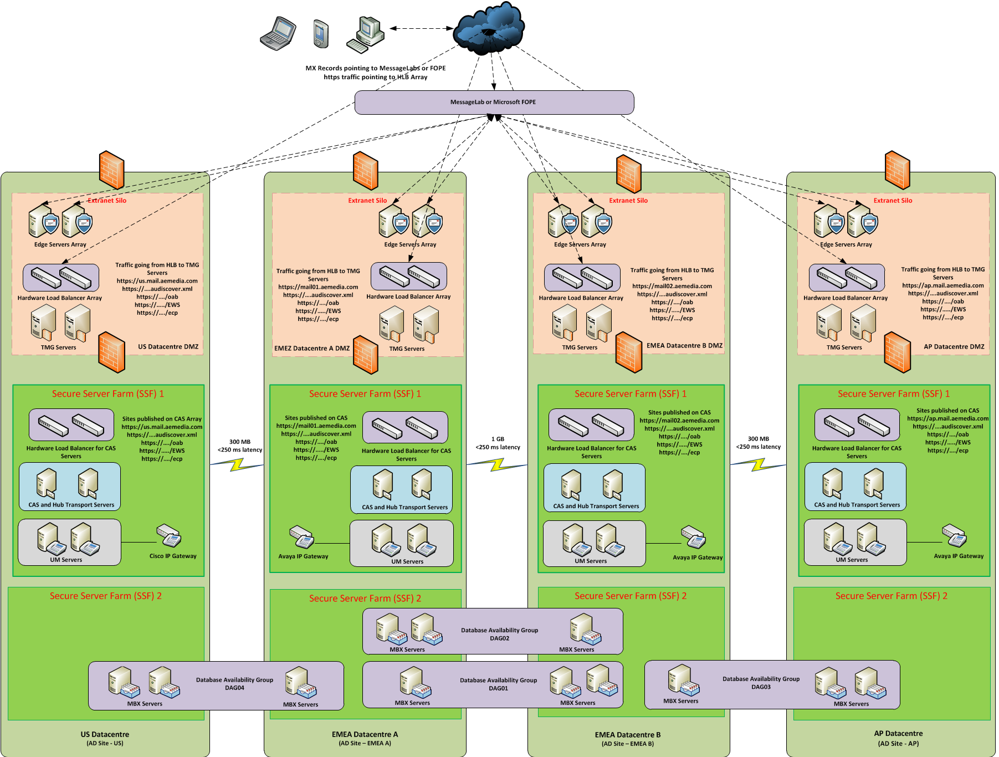 MX Records pointing to MessageLabs or FOPE
https traffic pointing to HLB Array
MessageLab or Microsoft FOPE
Extranet Silo
Edge Servers Array
Traffic going from HLB to TMG
Servers
https://us.mail.aemedia.com
https://....audiscover.xml
https://..../oab
https://...../EWS
https://..../ecp
Hardware Load Balancer Array
TMG Servers
US Datacentre DMZ
Extranet Silo
Edge Servers Array
Traffic going from HLB to TMG
Servers
https://mail01.aemedia.com
https://....audiscover.xml
https://..../oab
https://...../EWS
https://..../ecp
Hardware Load Balancer Array
TMG Servers
EMEZ Datacentre A DMZ
Extranet Silo
Edge Servers Array
Traffic going from HLB to TMG
Servers
https://mail02.aemedia.com
https://....audiscover.xml
https://..../oab
https://...../EWS
https://..../ecp
Hardware Load Balancer Array
TMG Servers
EMEA Datacentre B DMZ
Extranet Silo
Edge Servers Array
Traffic going from HLB to TMG
Servers
https://ap.mail.aemedia.com
https://....audiscover.xml
https://..../oab
https://...../EWS
https://..../ecp
Hardware Load Balancer Array
TMG Servers
AP Datacentre DMZ
Secure Server Farm (SSF) 1
Sites published on CAS Array
https://us.mail.aemedia.com
https://....audiscover.xml
https://..../oab
https://...../EWS
https://..../ecp
Hardware Load Balancer for CAS
Servers
CAS and Hub Transport Servers
UM Servers
Cisco IP Gateway
300 MB
<250 ms latency
Secure Server Farm (SSF) 1
Sites published on CAS
https://mail01.aemedia.com
https://....audiscover.xml
https://..../oab
https://...../EWS
https://..../ecp
Hardware Load Balancer for CAS
Servers
CAS and Hub Transport Servers
Avaya IP Gateway
UM Servers
1 GB
<250 ms latency
Secure Server Farm (SSF) 1
Sites published on CAS
https://mail02.aemedia.com
https://....audiscover.xml
https://..../oab
https://...../EWS
https://..../ecp
Hardware Load Balancer for CAS
Servers
CAS and Hub Transport Servers
UM Servers
Avaya IP Gateway
300 MB
<250 ms latency
Secure Server Farm (SSF) 1
Sites published on CAS
https://ap.mail.aemedia.com
https://....audiscover.xml
https://..../oab
https://...../EWS
https://..../ecp
Hardware Load Balancer for CAS
Servers
CAS and Hub Transport Servers
UM Servers
Avaya IP Gateway
Secure Server Farm (SSF) 2
Secure Server Farm (SSF) 2
Secure Server Farm (SSF) 2
Secure Server Farm (SSF) 2
MBX Servers
Database Availability Group
DAG02
MBX Servers
MBX Servers
Database Availability Group
DAG04
MBX Servers
MBX Servers
Database Availability Group
DAG01
MBX Servers
MBX Servers
Database Availability Group
DAG03
MBX Servers
US Datacentre
(AD Site - US)
EMEA Datacentre A
(AD Site – EMEA A)
EMEA Datacentre B
(AD Site – EMEA B)
AP Datacentre
(AD Site - AP)